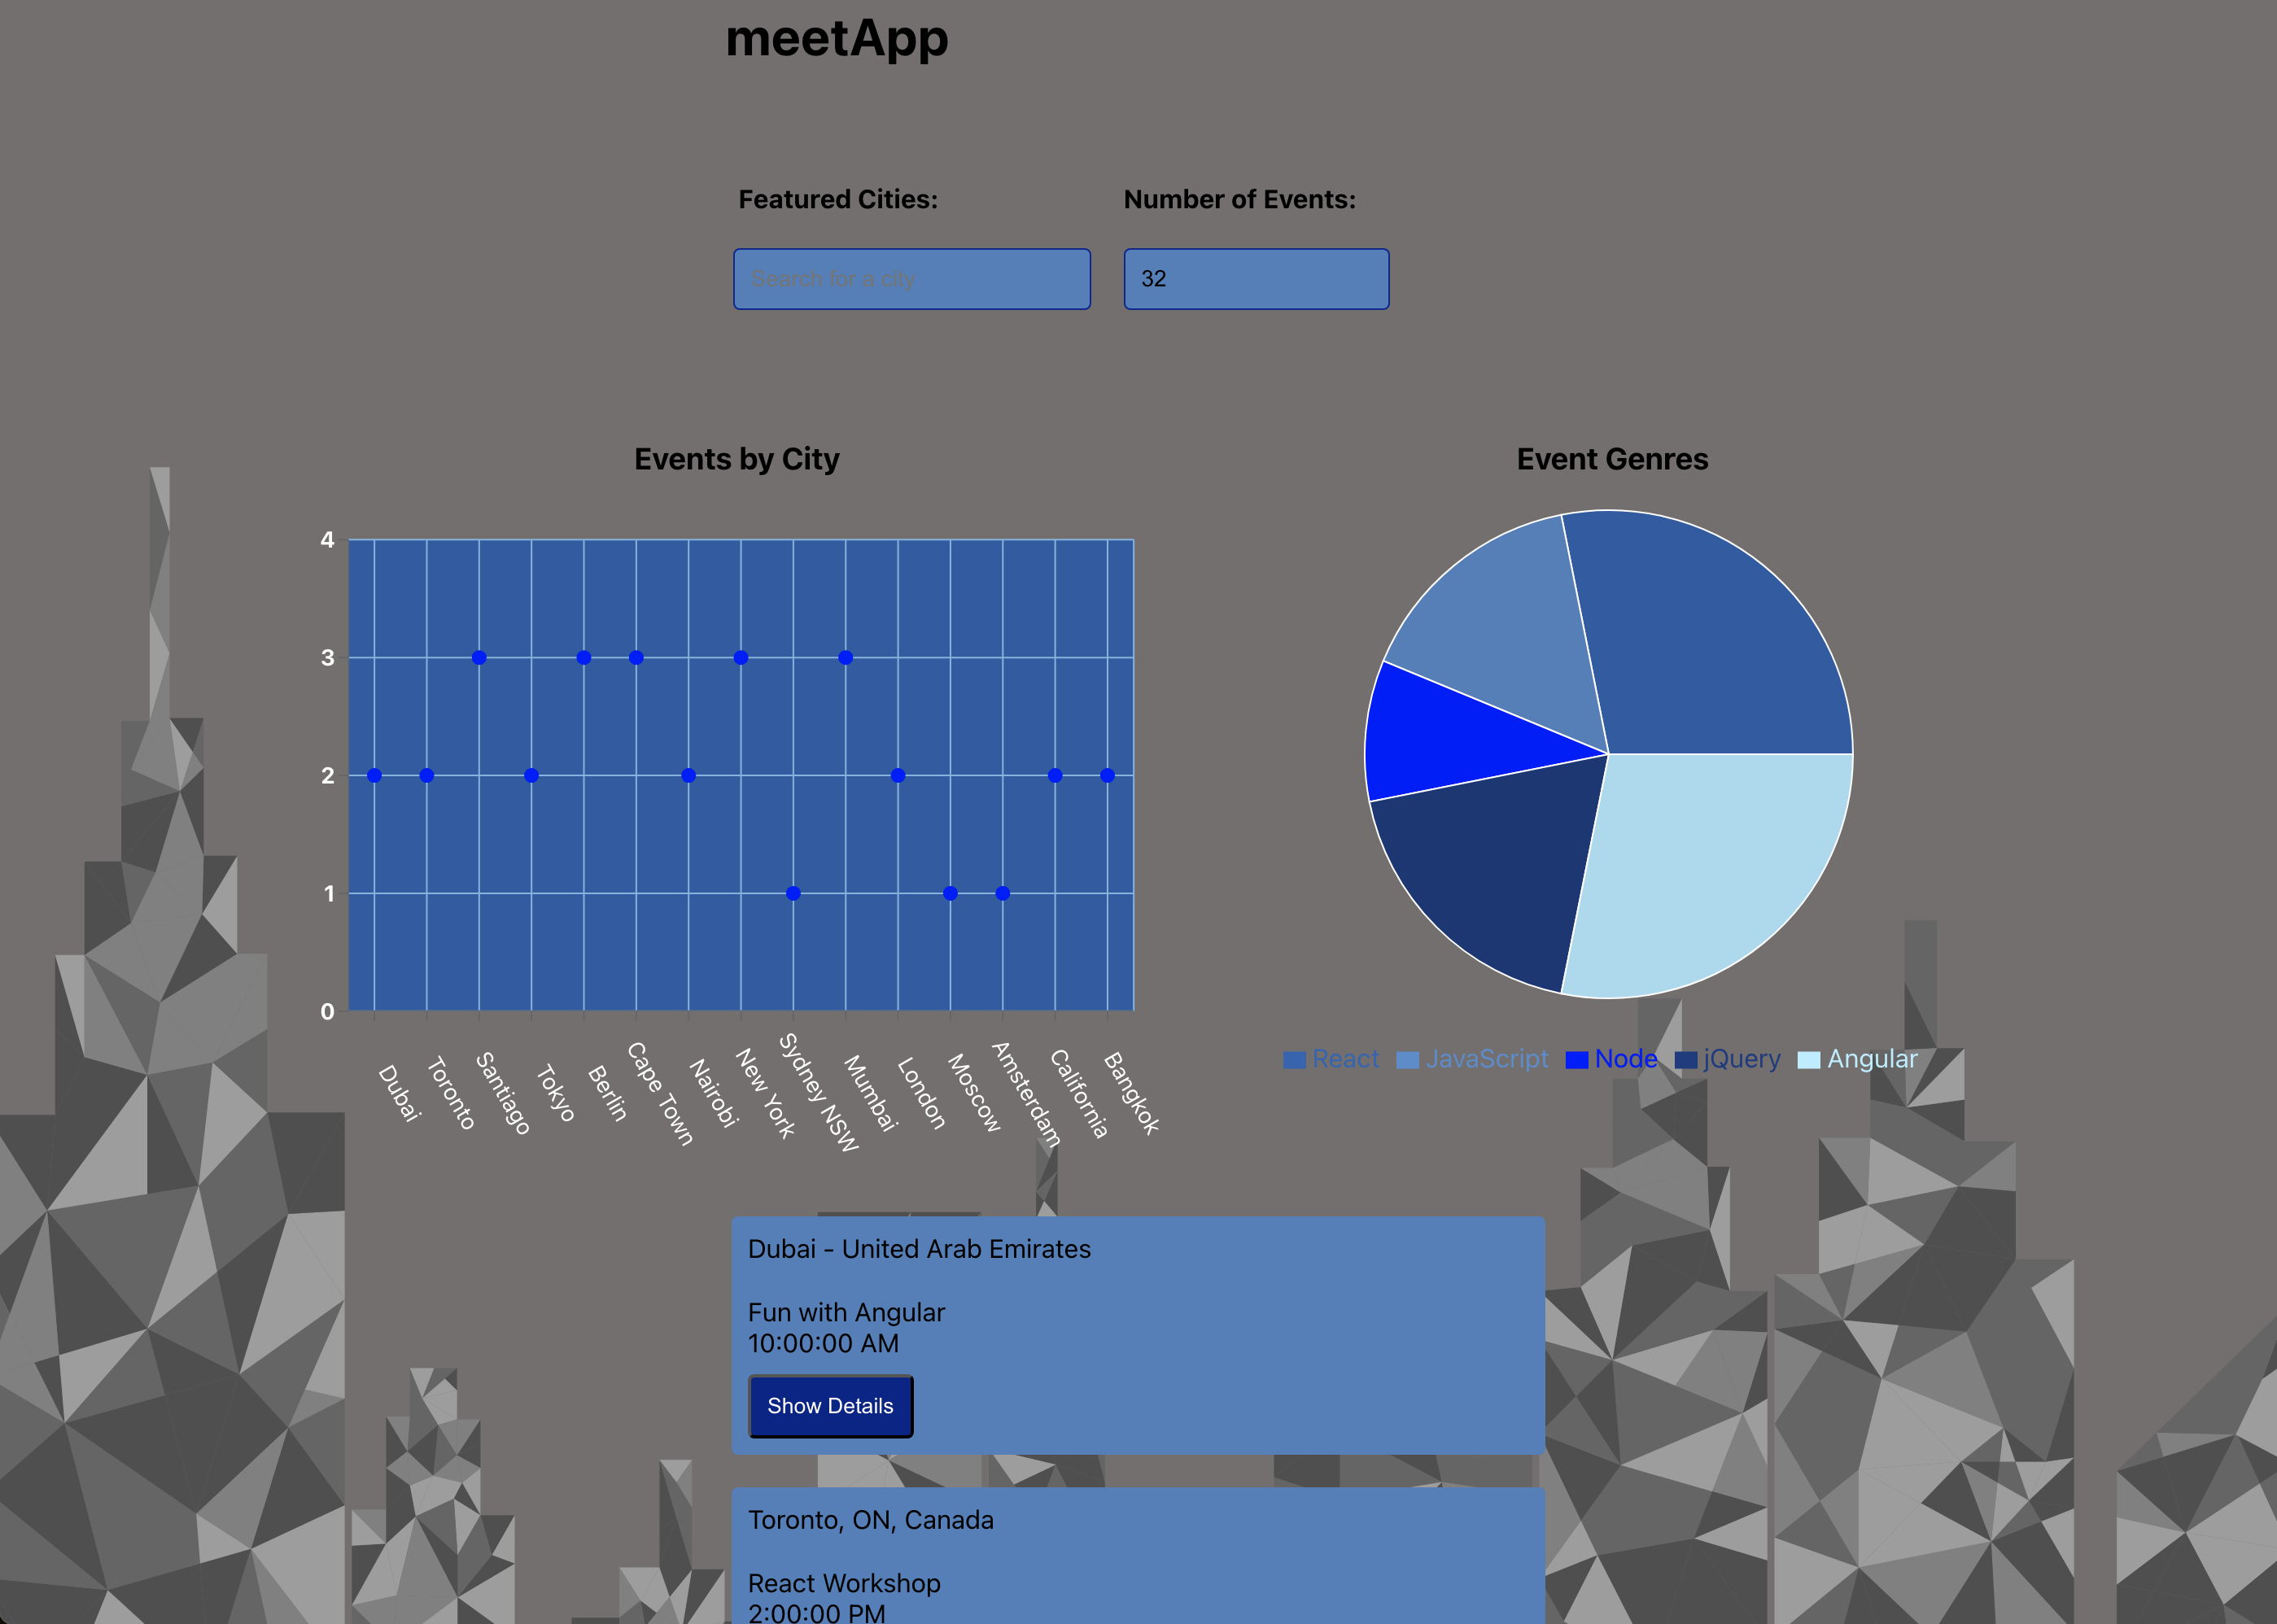 meetApp
Featured Cities:
Number of Events:
Search for a city
32
Events by City
Event Genres
4
3
2
1
0
Dubai
Toronto
Santiago
Tokyo
Berlin
Cape Town
Nairobi
New York
Sydney NSW
Mumbai
London
Moscow
Amsterdam
California
Bangkok
React JavaScript Node jQuery Angular
Dubai - United Arab Emirates
Fun with Angular
10:00:00 AM
Show Details
Toronto, ON, Canada
React Workshop
2:00:00 PM